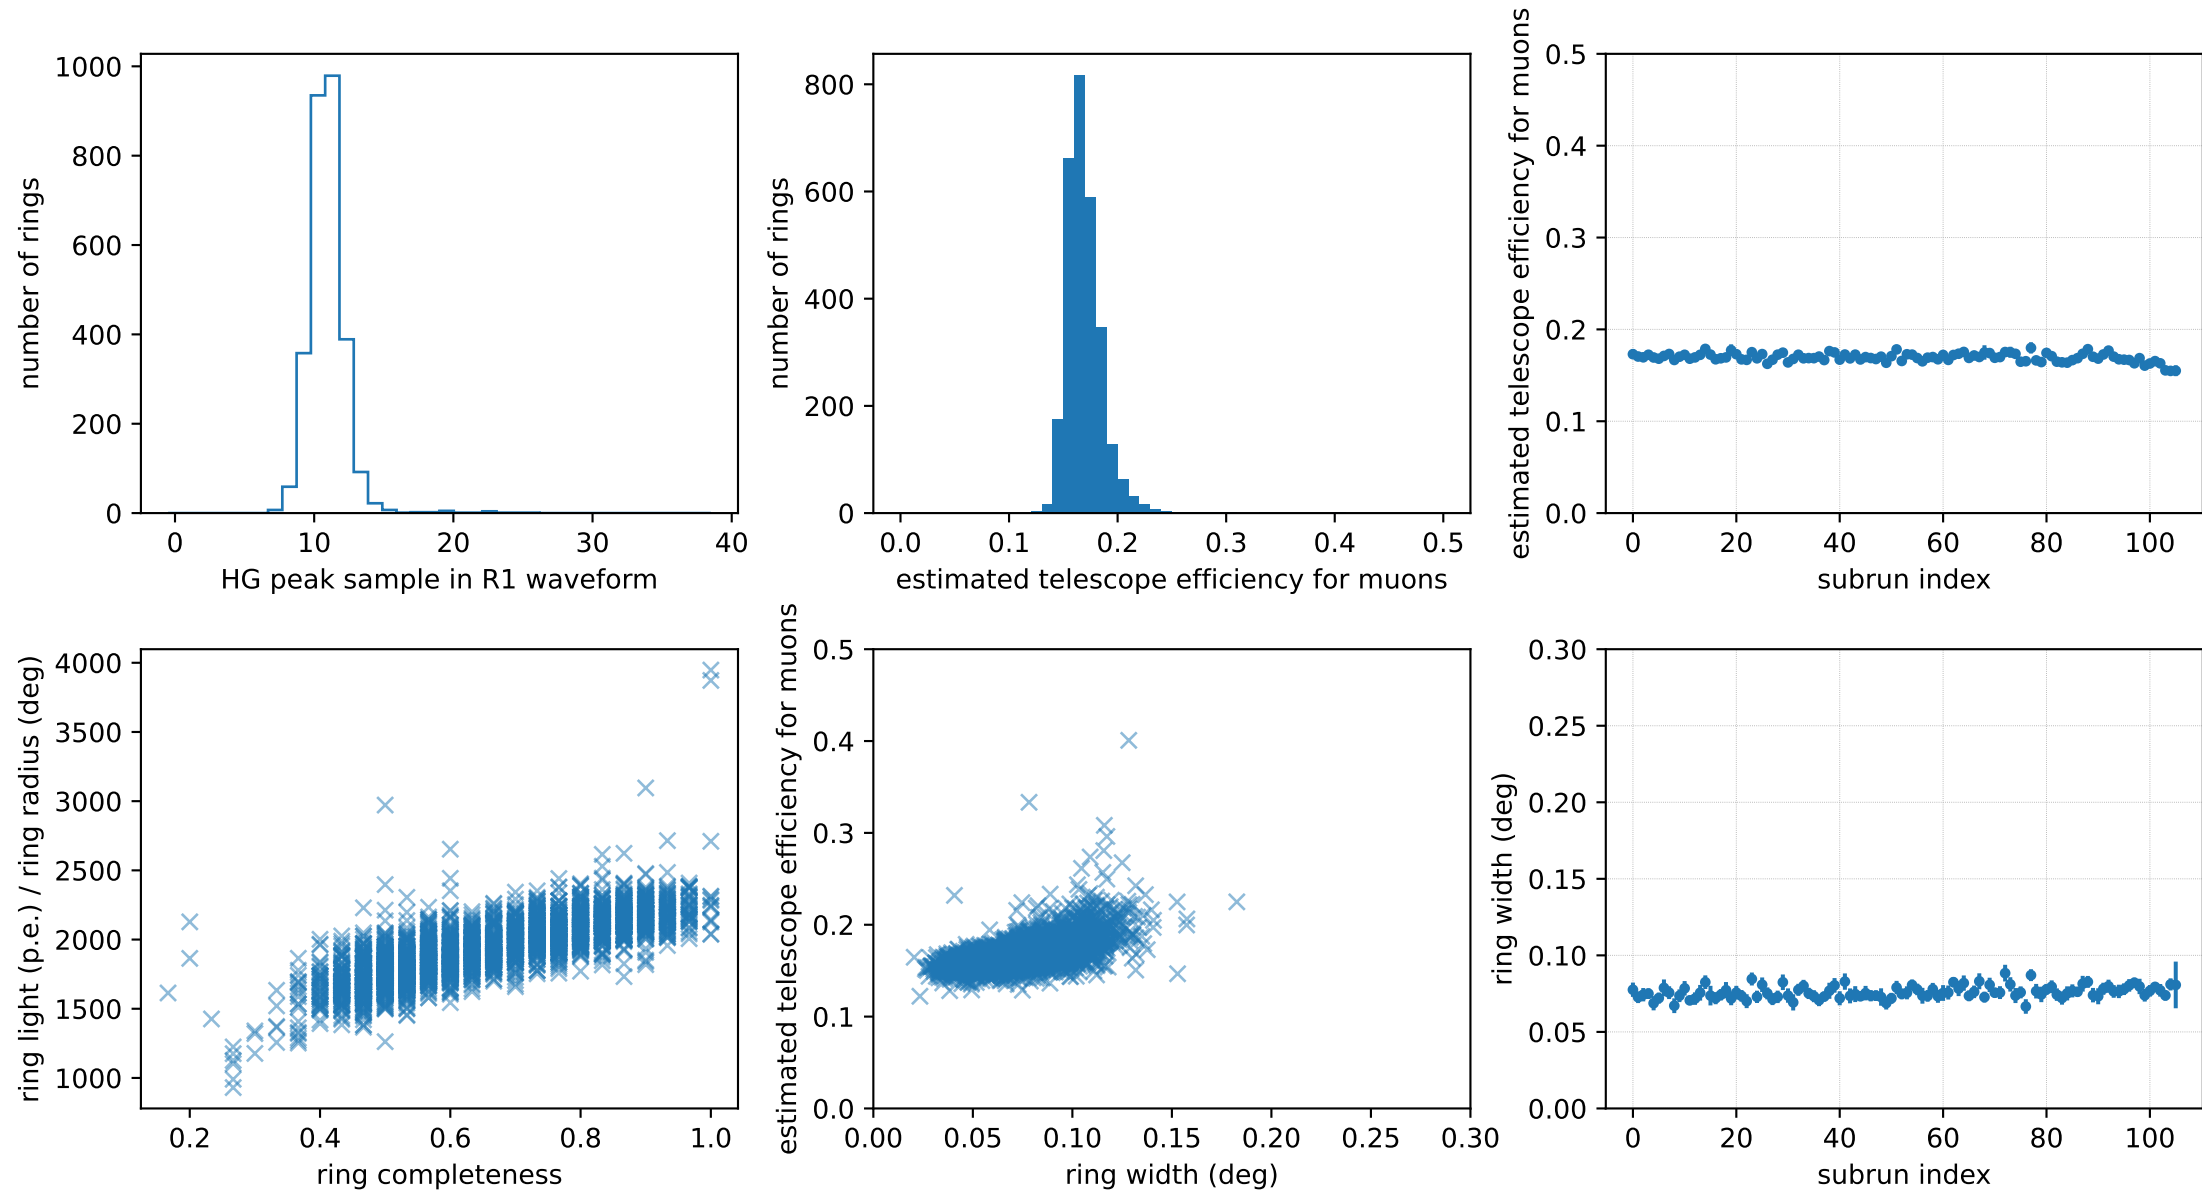 1000
800
600
400
200
0
number of rings
0 10 20 30 40
HG peak sample in R1 waveform
800
600
400
200
0
number of rings
0.0 0.1 0.2 0.3 0.4 0.5
estimated telescope efficiency for muons
0.5
0.4
0.3
0.2
0.1
0.0
estimated telescope efficiency for muons
0 20 40 60 80 100
subrun index
4000
3500
3000
2500
2000
1500
1000
ring light (p.e.) / ring radius (deg)
0.2 0.4 0.6 0.8 1.0
ring completeness
0.5
0.4
0.3
0.2
0.1
0.0
estimated telescope efficiency for muons
0.00 0.05 0.10 0.15 0.20 0.25 0.30
ring width (deg)
0.30
0.25
0.20
0.15
0.10
0.05
0.00
ring width (deg)
0 20 40 60 80 100
subrun index